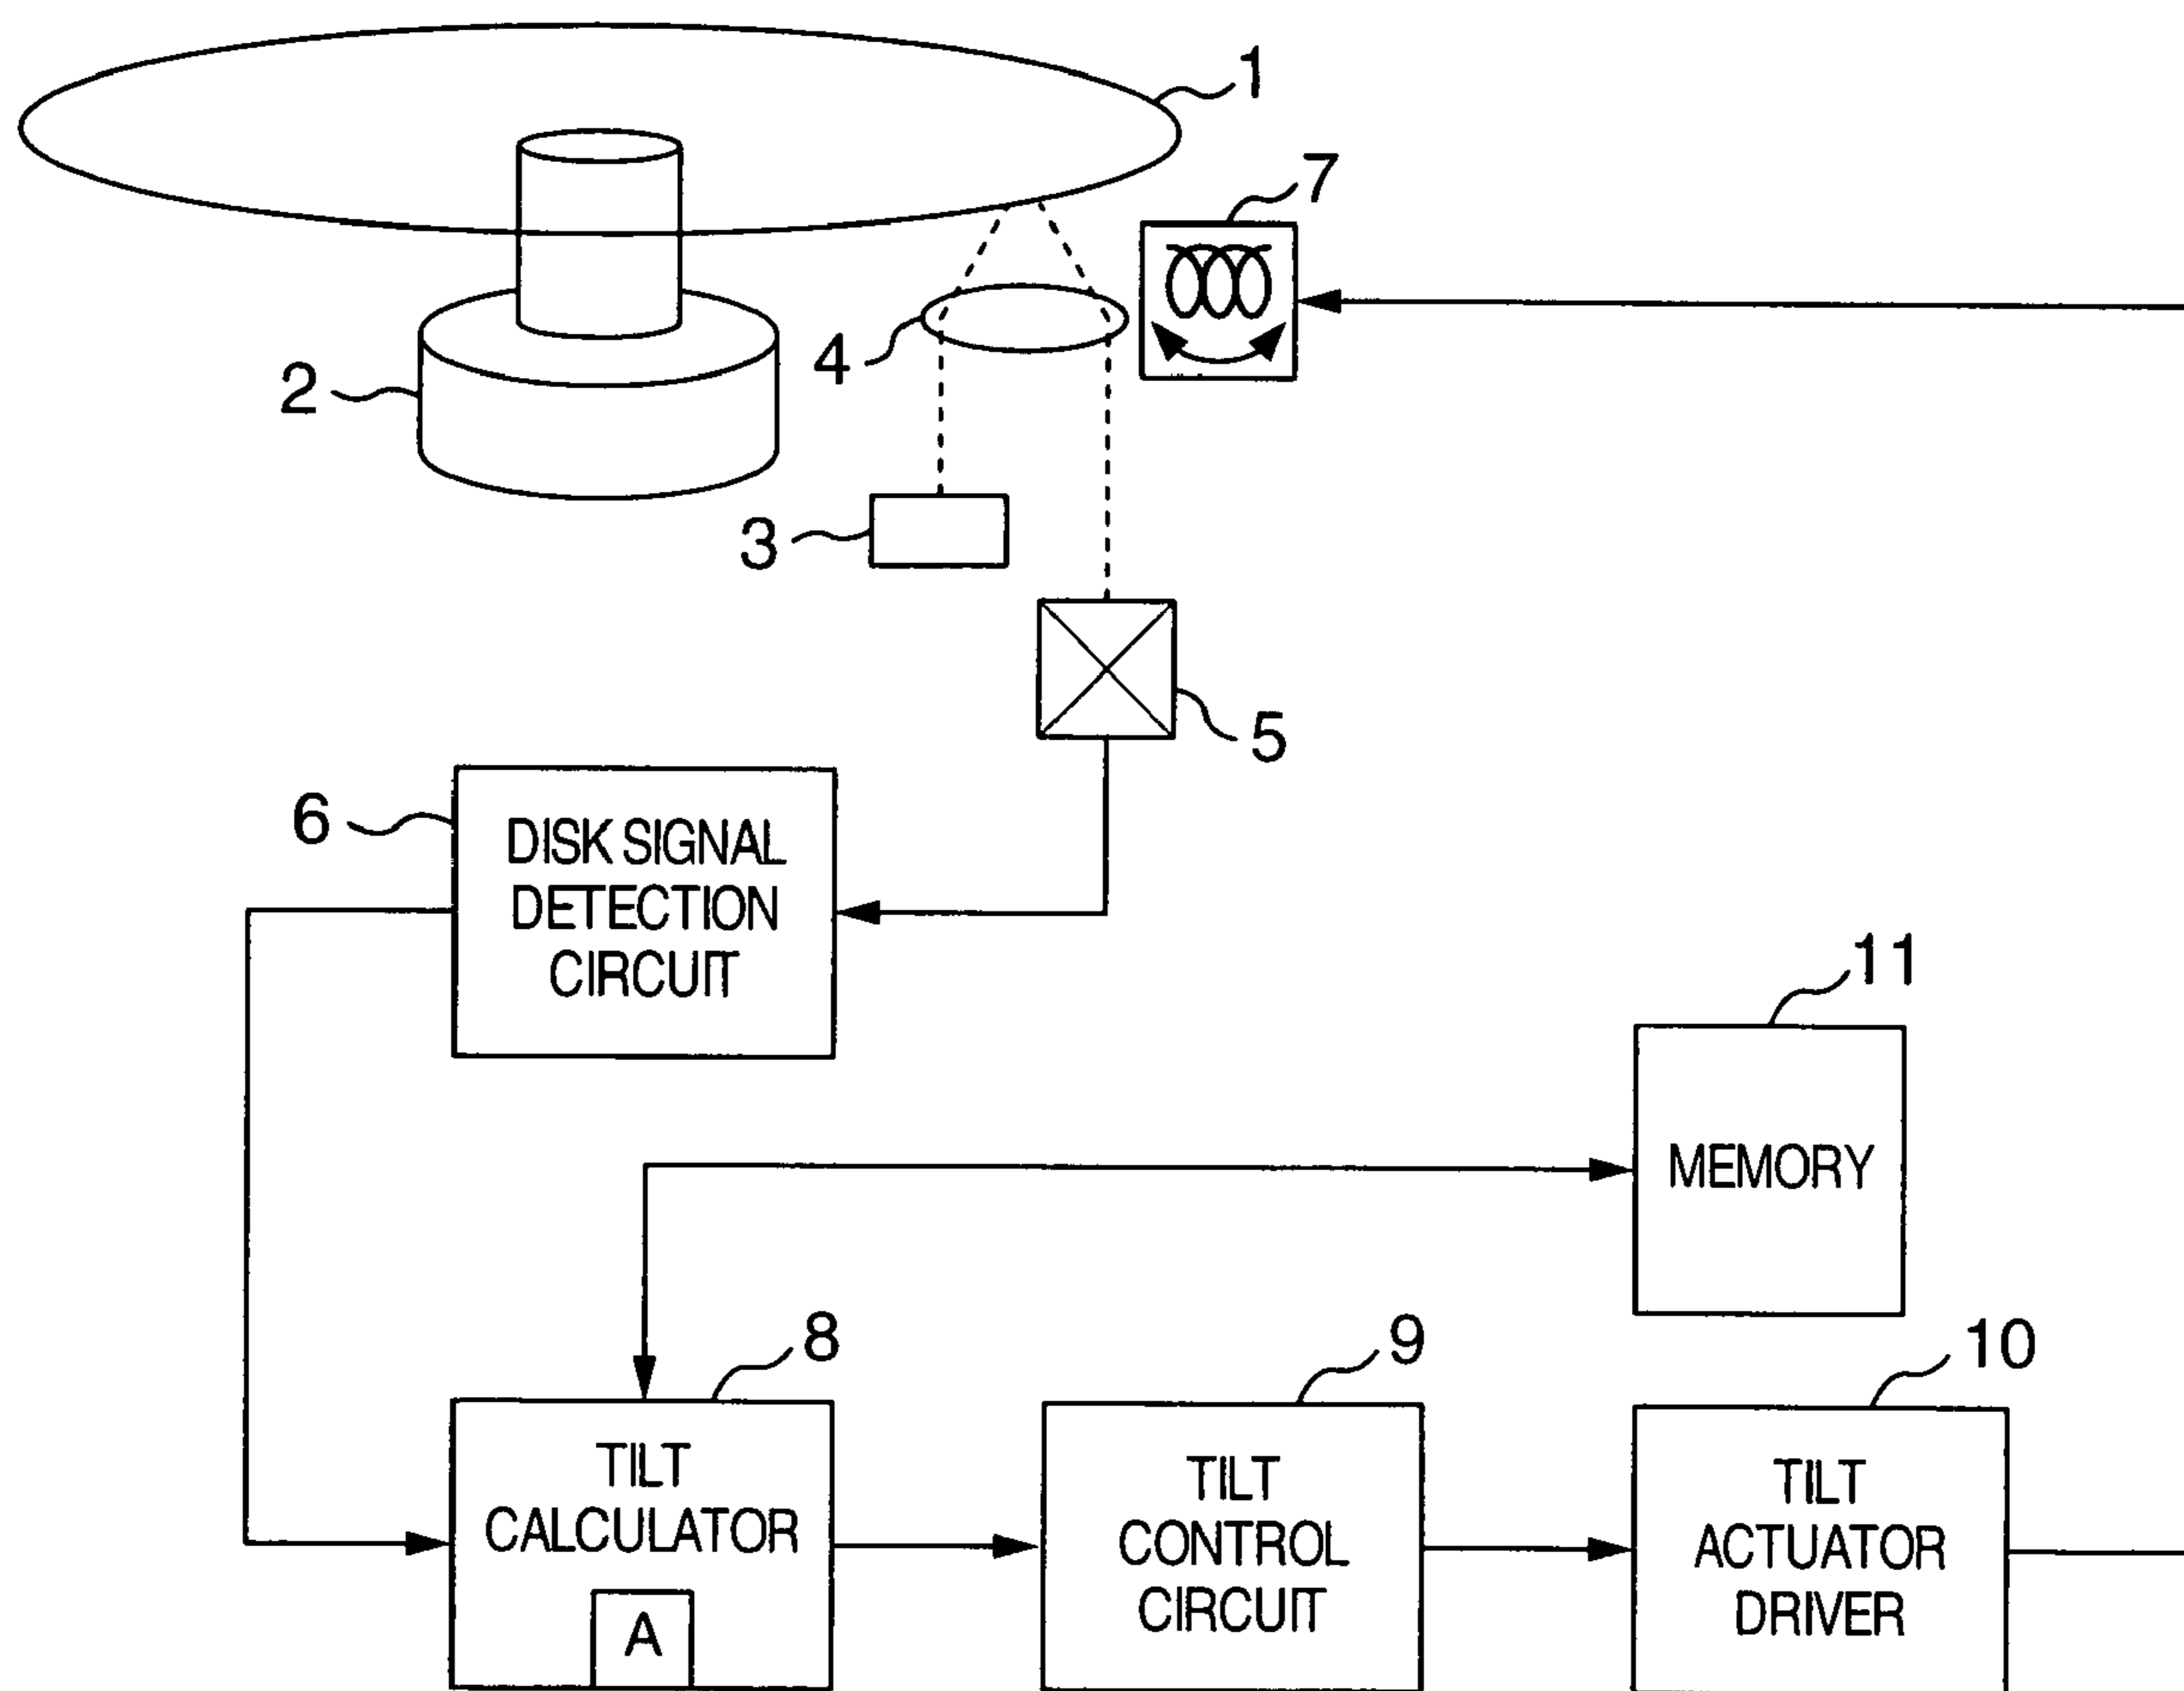 1
7
4
2
3
5
6
DISK SIGNAL
DETECTION
CIRCUIT
11
MEMORY
8
9
10
TILT
CALCULATOR
A
TILT
CONTROL
CIRCUIT
TILT
ACTUATOR
DRIVER